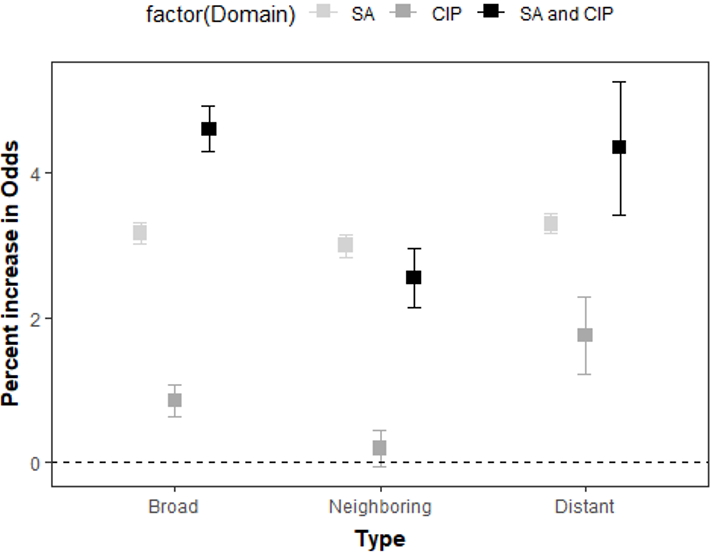 factor(Domain) SA CIP SA and CIP
Percent increase in Odds
4
2
0
Broad Neighboring Distant
Type